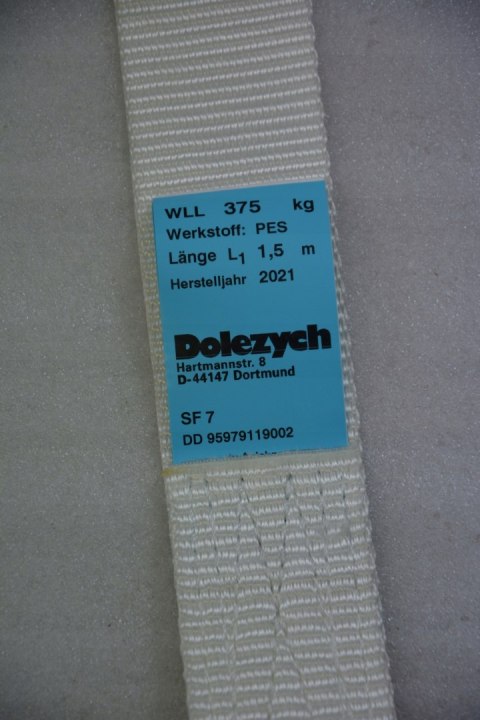 WLL 375 kg
Werkstoff: PES
Länge L1 1,5 m
Herstelljahr 2021
Dolezych
Hartmannstr. 8
D-44147 Dortmund
SF 7
DD 95979119002